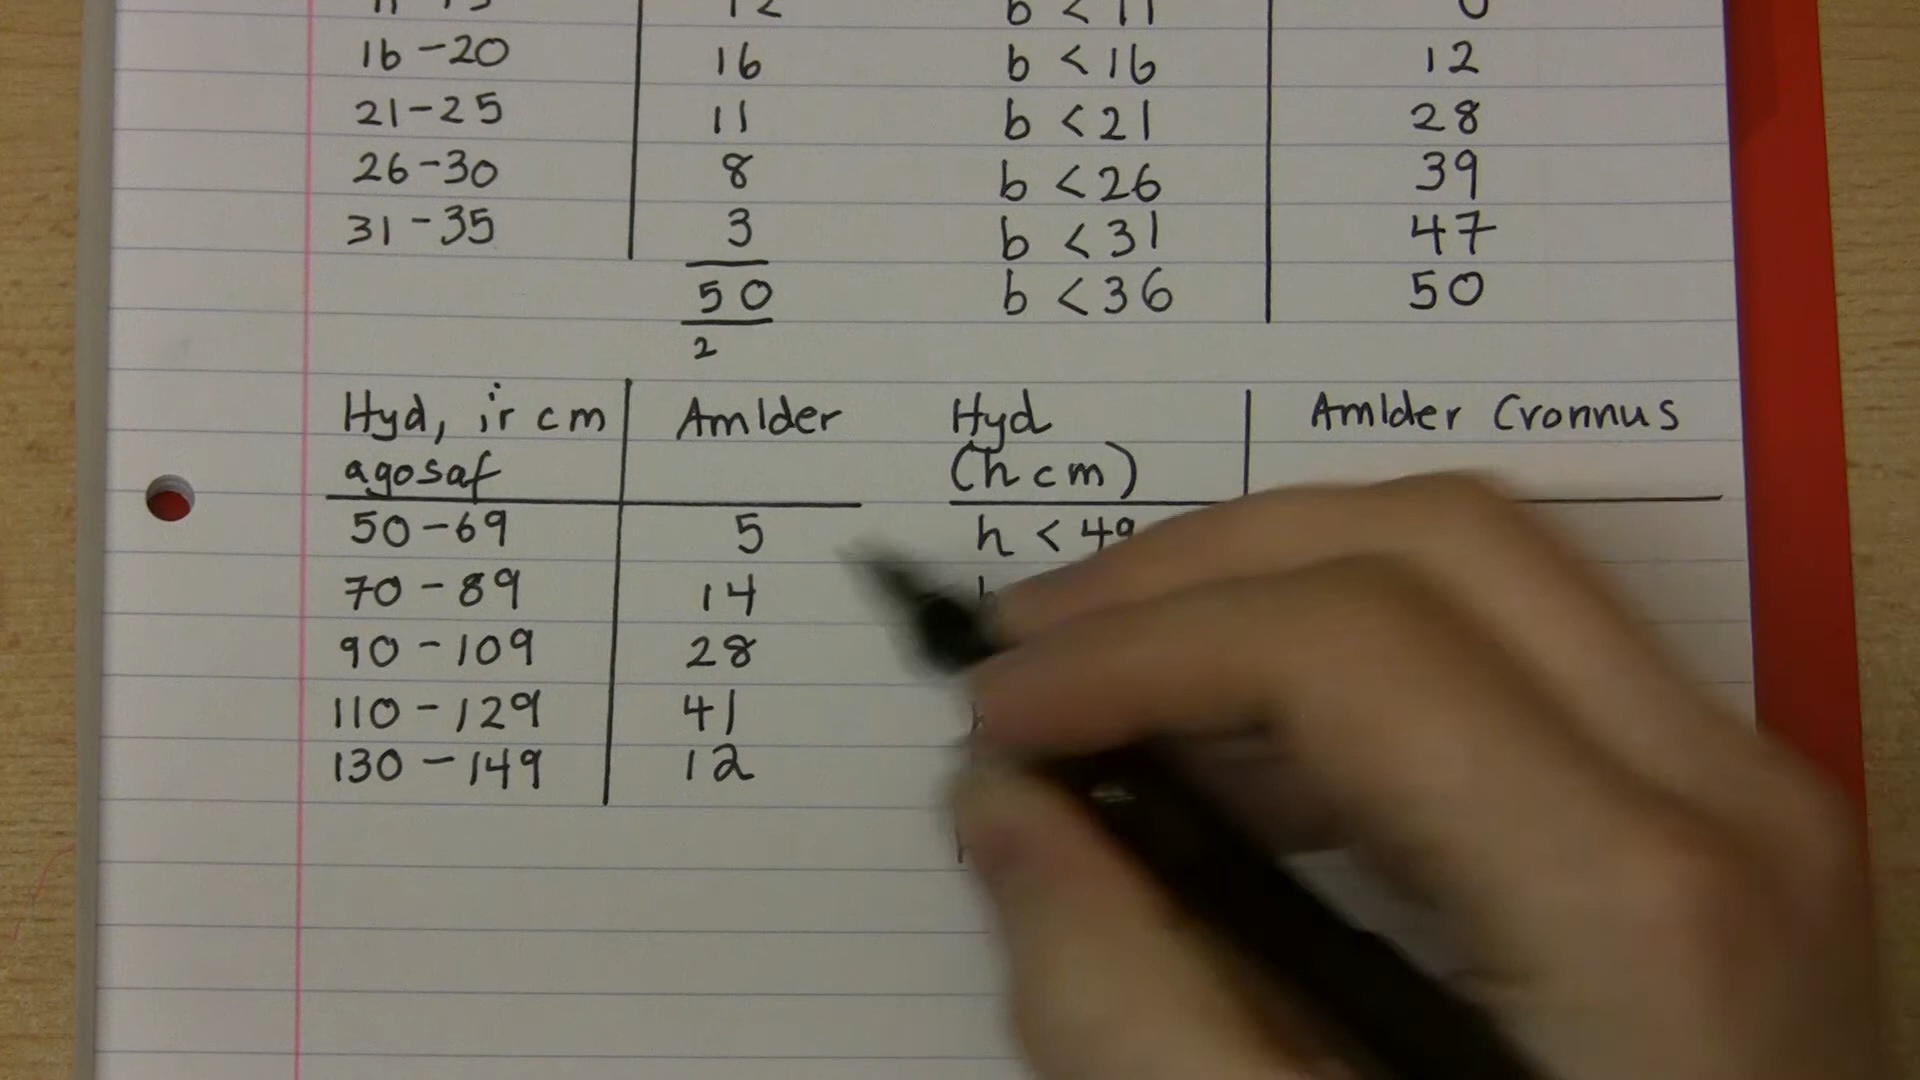 16-20 16 b < 16 12
21-25 11 b < 21 28
26-30 8 b < 26 39
31-35 3 b < 31 47
50 b < 36 50
2
Hyd, i'r cm Amlder Hyd Amlder Cronnus
agosaf (h cm)
50-69 5 h < 49
70-89 14
90-109 28
110-129 41
130-149 12